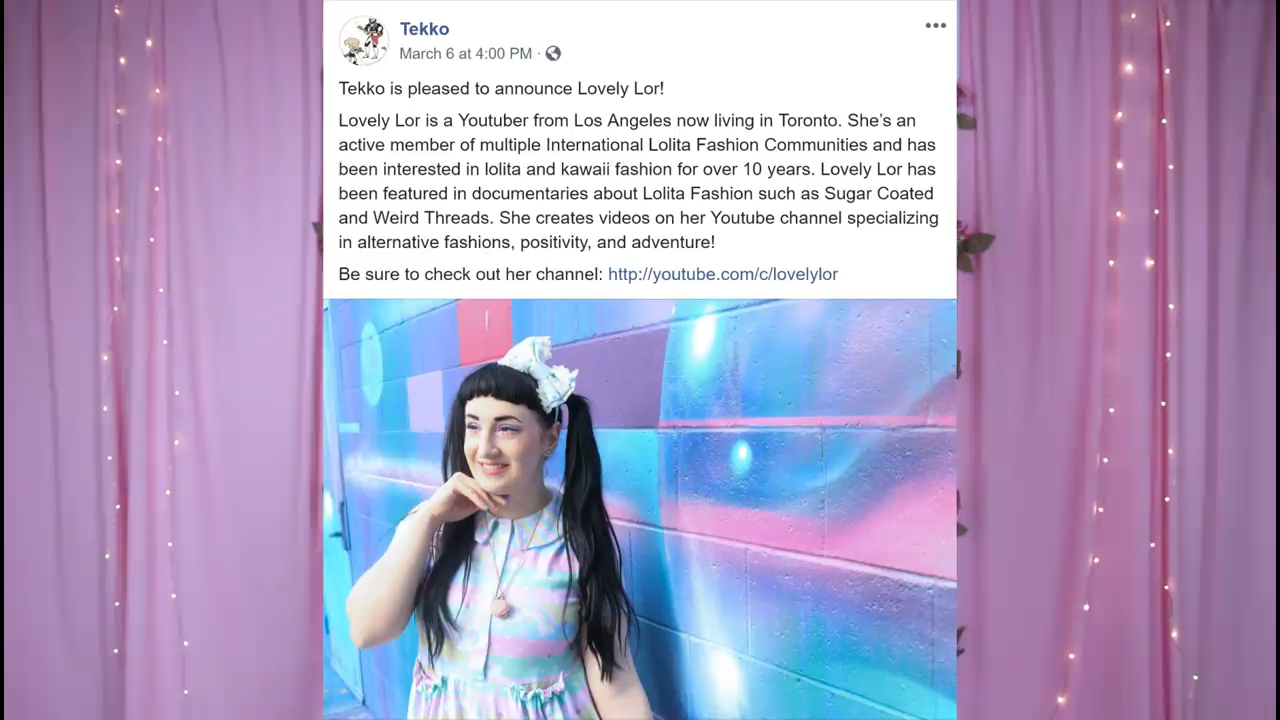 Tekko
March 6 at 4:00 PM ·
Tekko is pleased to announce Lovely Lor!
Lovely Lor is a Youtuber from Los Angeles now living in Toronto. She's an
active member of multiple International Lolita Fashion Communities and has
been interested in lolita and kawaii fashion for over 10 years. Lovely Lor has
been featured in documentaries about Lolita Fashion such as Sugar Coated
and Weird Threads. She creates videos on her Youtube channel specializing
in alternative fashions, positivity, and adventure!
Be sure to check out her channel: http://youtube.com/c/lovelylor